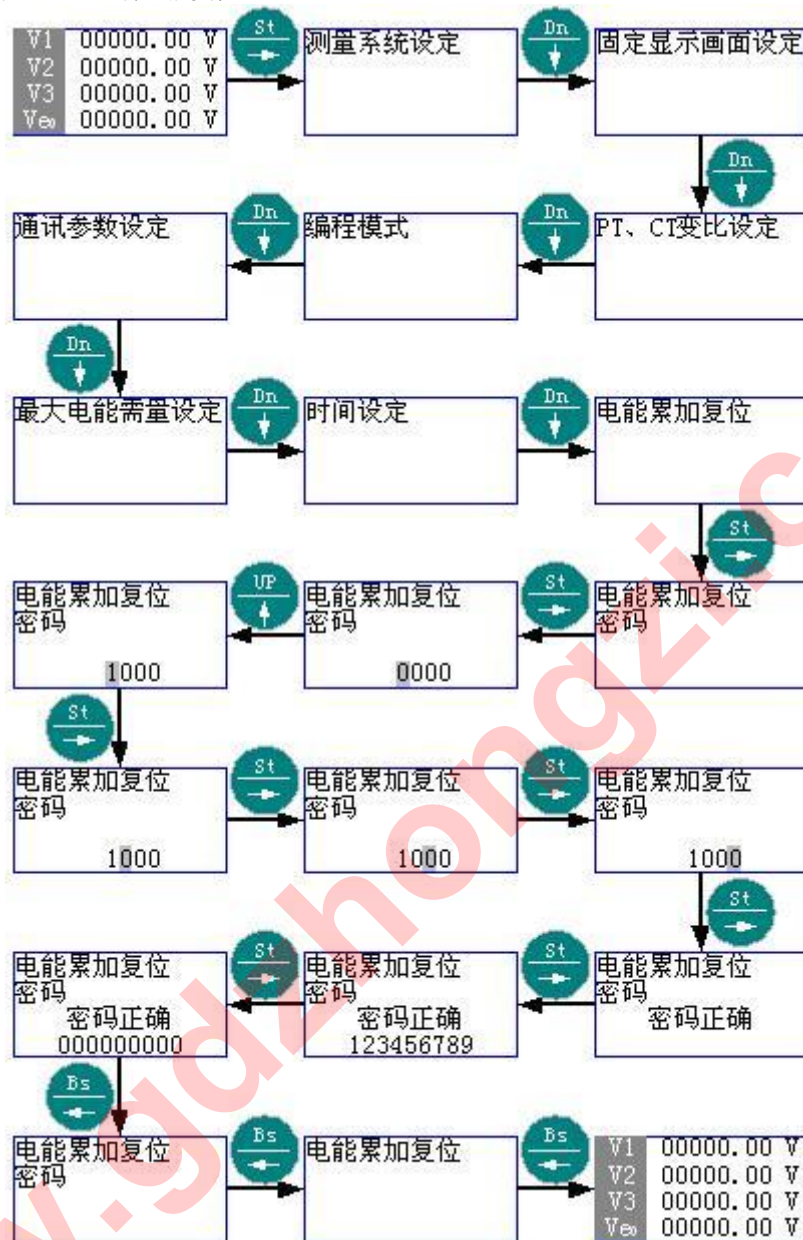 V1 00000.00 V
V2 00000.00 V
V3 00000.00 V
Ve0 00000.00 V
St
测量系统设定
Dn
固定显示画面设定
Dn
通讯参数设定
Dn
编程模式
Dn
PT、CT变比设定
Dn
最大电能需量设定
Dn
时间设定
Dn
电能累加复位
St
电能累加复位
密码
1000
UP
电能累加复位
密码
0000
St
电能累加复位
密码
St
电能累加复位
密码
1000
St
电能累加复位
密码
1000
St
电能累加复位
密码
1000
St
电能累加复位
密码
密码正确
000000000
St
电能累加复位
密码
密码正确
123456789
St
电能累加复位
密码
密码正确
Bs
电能累加复位
密码
Bs
电能累加复位
Bs
V1 00000.00 V
V2 00000.00 V
V3 00000.00 V
Ve0 00000.00 V
w.gdzhongzi.c